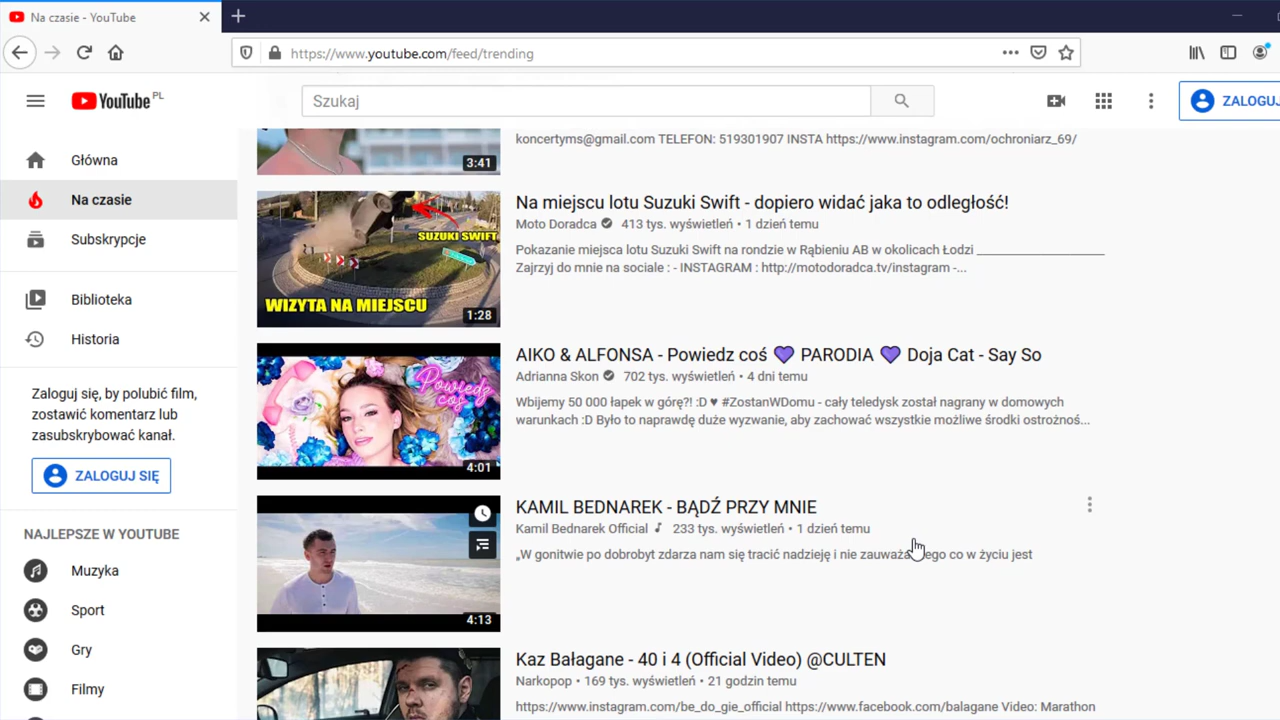 Na czasie - YouTube
https://www.youtube.com/feed/trending
YouTube PL
Szukaj
ZALOGU
Główna
Na czasie
Subskrypcje
Biblioteka
Historia
Zaloguj się, by polubić film,
zostawić komentarz lub
zasubskrybować kanał.
ZALOGUJ SIĘ
NAJLEPSZE W YOUTUBE
Muzyka
Sport
Gry
Filmy
3:41
koncertyms@gmail.com TELEFON: 519301907 INSTA https://www.instagram.com/ochroniarz_69/
SUZUKI SWIFT
WIZYTA NA MIEJSCU
1:28
Na miejscu lotu Suzuki Swift - dopiero widać jaka to odległość!
Moto Doradca 413 tys. wyświetleń • 1 dzień temu
Pokazanie miejsca lotu Suzuki Swift na rondzie w Rąbieniu AB w okolicach Łodzi ____________________
Zajrzyj do mnie na sociale : - INSTAGRAM : http://motodoradca.tv/instagram -...
Powiedz
coś
4:01
AIKO & ALFONSA - Powiedz coś 💜 PARODIA 💜 Doja Cat - Say So
Adrianna Skon 702 tys. wyświetleń • 4 dni temu
Wbijemy 50 000 łapek w górę?! :D ♥ #ZostanWDomu - cały teledysk został nagrany w domowych
warunkach :D Było to naprawdę duże wyzwanie, aby zachować wszystkie możliwe środki ostrożnoś...
4:13
KAMIL BEDNAREK - BĄDŹ PRZY MNIE
Kamil Bednarek Official 233 tys. wyświetleń • 1 dzień temu
„W gonitwie po dobrobyt zdarza nam się tracić nadzieję i nie co w życiu jest
Kaz Bałagane - 40 i 4 (Official Video) @CULTEN
Narkopop • 169 tys. wyświetleń • 21 godzin temu
https://www.instagram.com/be_do_gie_official https://www.facebook.com/balagane Video: Marathon